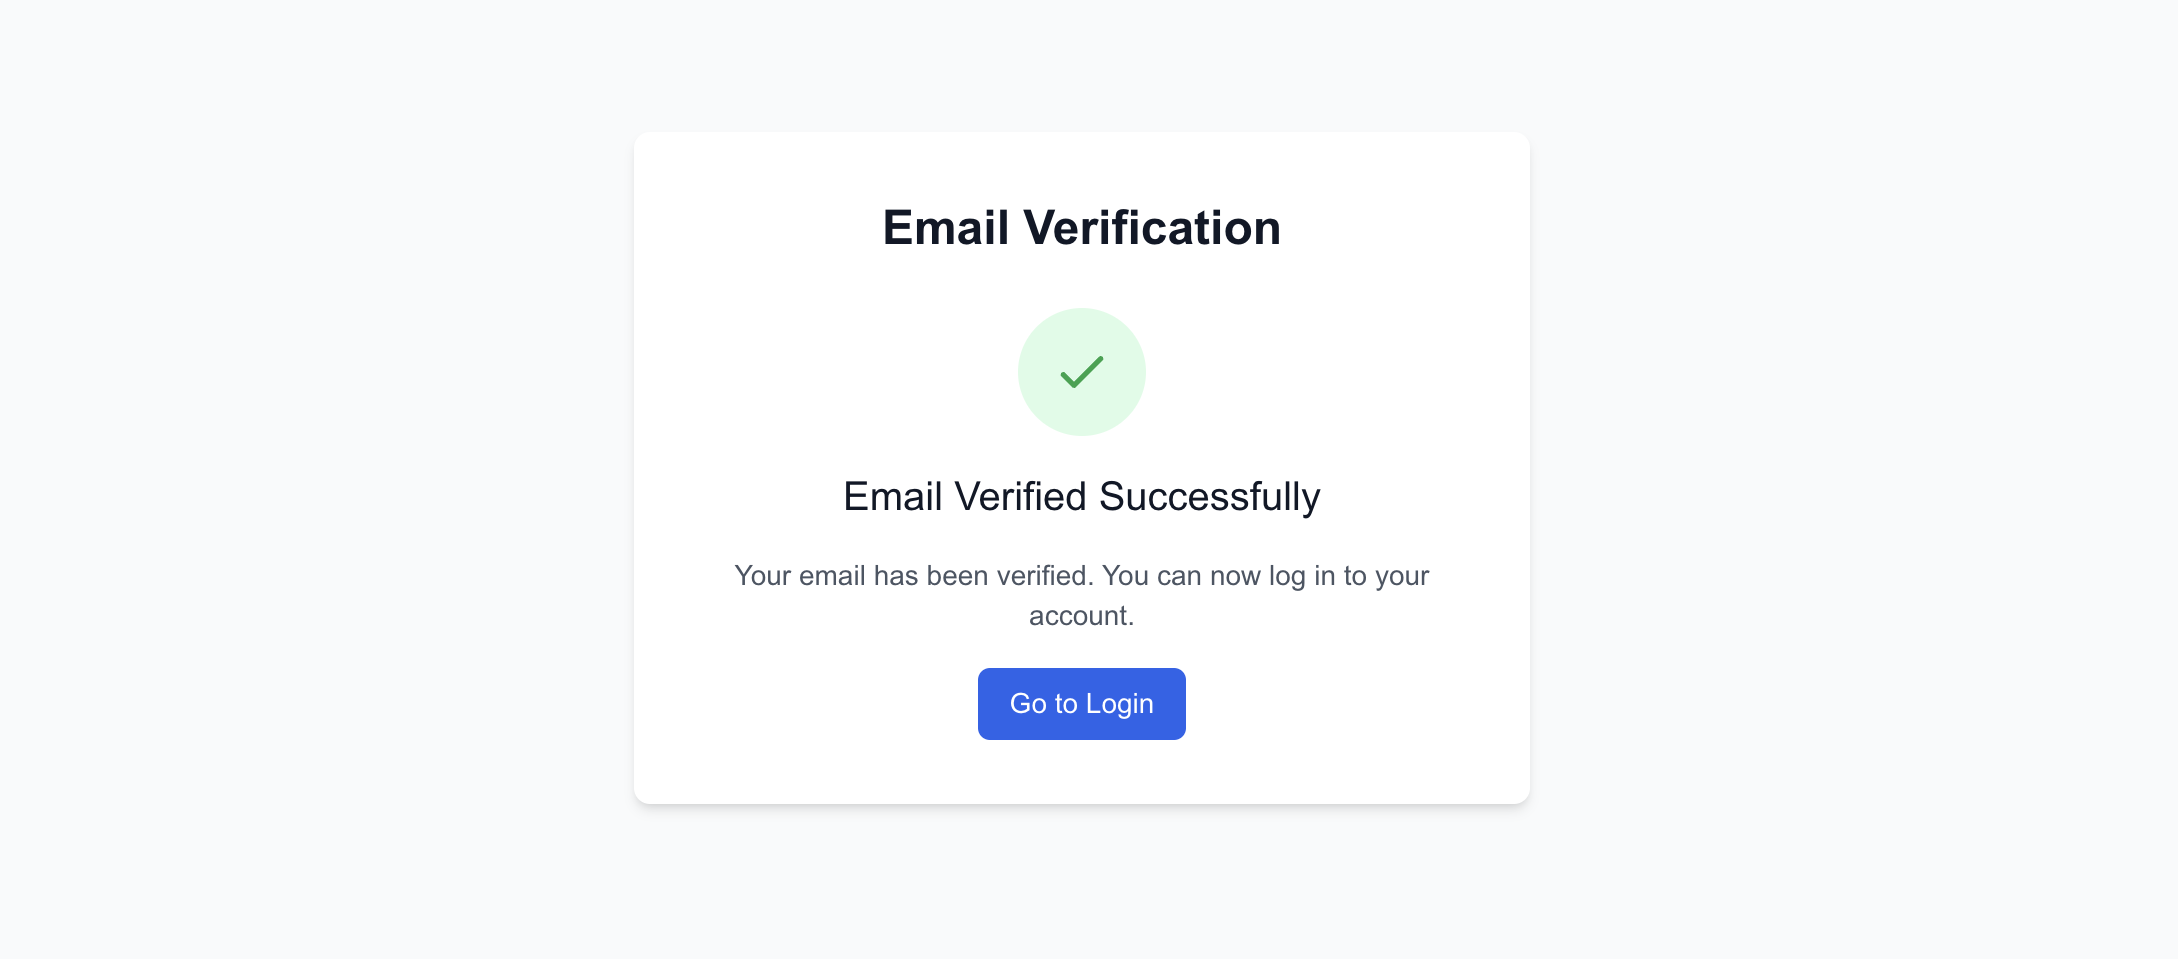 Email Verification
Email Verified Successfully
Your email has been verified. You can now log in to your
account.
Go to Login